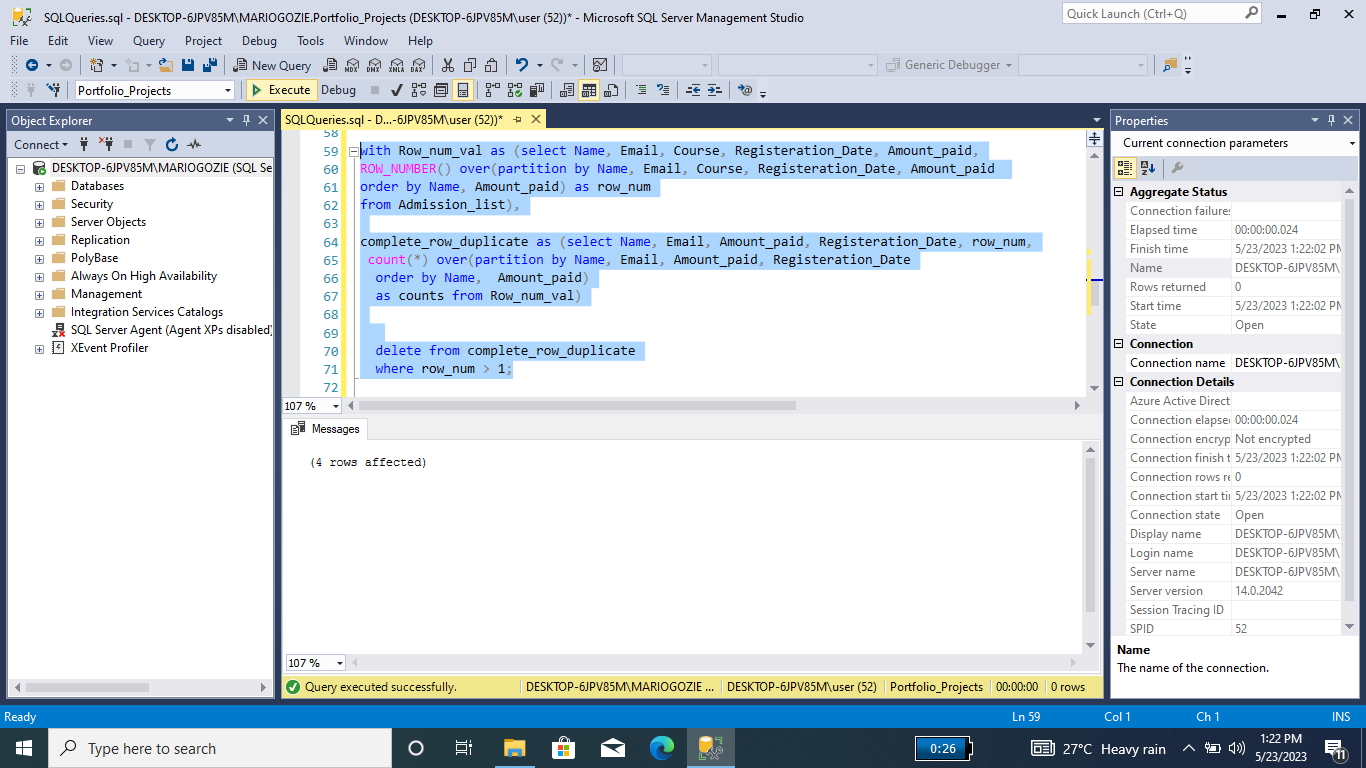 SQLQueries.sql - DESKTOP-6JPV85M\MARIOGOZIE.Portfolio_Projects (DESKTOP-6JPV85M\user (52))* - Microsoft SQL Server Management Studio
Quick Launch (Ctrl+Q)
File Edit View Query Project Debug Tools Window Help
New Query MDX DMX XMLA DAX Generic Debugger
Portfolio_Projects Execute Debug
Object Explorer
Connect
DESKTOP-6JPV85M\MARIOGOZIE (SQL Se
Databases
Security
Server Objects
Replication
PolyBase
Always On High Availability
Management
Integration Services Catalogs
SQL Server Agent (Agent XPs disabled)
XEvent Profiler
SQLQueries.sql - D...-6JPV85M\user (52))*
58
59 with Row_num_val as (select Name, Email, Course, Registeration_Date, Amount_paid,
60 ROW_NUMBER() over(partition by Name, Email, Course, Registeration_Date, Amount_paid
61 order by Name, Amount_paid) as row_num
62 from Admission_list),
63
64 complete_row_duplicate as (select Name, Email, Amount_paid, Registeration_Date, row_num,
65 count(*) over(partition by Name, Email, Amount_paid, Registeration_Date
66 order by Name, Amount_paid)
67 as counts from Row_num_val)
68
69
70 delete from complete_row_duplicate
71 where row_num > 1;
72
107 %
Messages
(4 rows affected)
107 %
Query executed successfully. DESKTOP-6JPV85M\MARIOGOZIE ... DESKTOP-6JPV85M\user (52) Portfolio_Projects 00:00:00 0 rows
Properties
Current connection parameters
Aggregate Status
Connection failures
Elapsed time 00:00:00.024
Finish time 5/23/2023 1:22:02 PM
Name DESKTOP-6JPV85M\
Rows returned 0
Start time 5/23/2023 1:22:02 PM
State Open
Connection
Connection name DESKTOP-6JPV85M\
Connection Details
Azure Active Direct
Connection elapse 00:00:00.024
Connection encryp Not encrypted
Connection finish t 5/23/2023 1:22:02 PM
Connection rows re 0
Connection start tir 5/23/2023 1:22:02 PM
Connection state Open
Display name DESKTOP-6JPV85M\
Login name DESKTOP-6JPV85M\
Server name DESKTOP-6JPV85M\
Server version 14.0.2042
Session Tracing ID
SPID 52
Name
The name of the connection.
Ready Ln 59 Col 1 Ch 1 INS
Type here to search
0:26
27°C Heavy rain
1:22 PM
5/23/2023
11